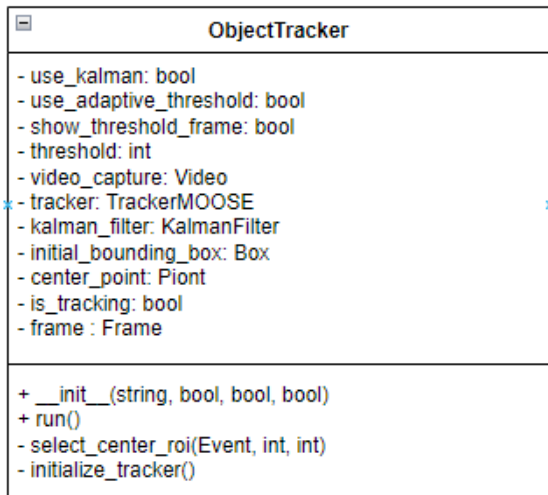 ObjectTracker
- use_kalman: bool
- use_adaptive_threshold: bool
- show_threshold_frame: bool
- threshold: int
- video_capture: Video
- tracker: TrackerMOOSE
- kalman_filter: KalmanFilter
- initial_bounding_box: Box
- center_point: Piont
- is_tracking: bool
- frame : Frame
+ __init__(string, bool, bool, bool)
+ run()
- select_center_roi(Event, int, int)
- initialize_tracker()